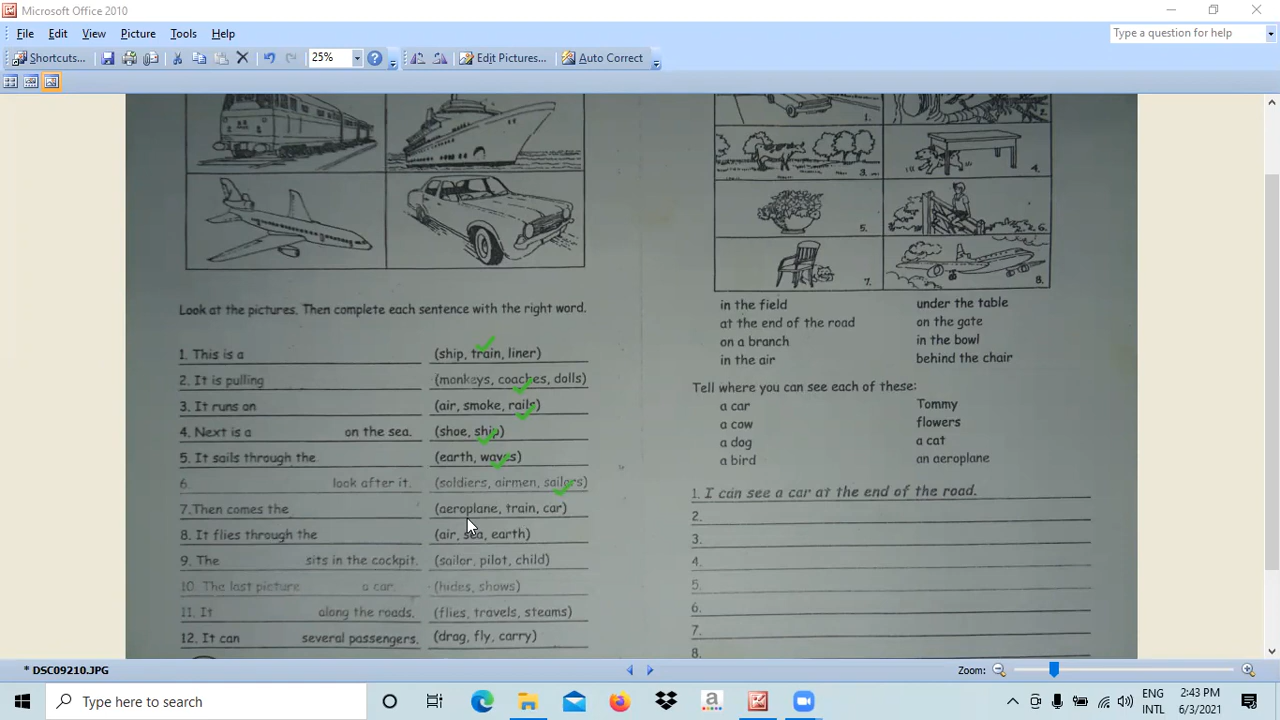 Microsoft Office 2010
File Edit View Picture Tools Help
Type a question for help
Shortcuts...
25%
Edit Pictures...
Auto Correct
1.
2.
3.
4.
5.
6.
7.
8.
Look at the pictures. Then complete each sentence with the right word.
1. This is a (ship, train, liner)
2. It is pulling (monkeys, coaches, dolls)
3. It runs on (air, smoke, rails)
4. Next is a on the sea. (shoe, ship)
5. It sails through the (earth, waves)
6. look after it. (soldiers, airmen, sailors)
7.Then comes the (aeroplane, train, car)
8. It flies through the (air, sea, earth)
9. The sits in the cockpit. (sailor, pilot, child)
10. The last picture a car. (hides, shows)
11. It along the roads. (flies, travels, steams)
12. It can several passengers. (drag, fly, carry)
in the field under the table
at the end of the road on the gate
on a branch in the bowl
in the air behind the chair
Tell where you can see each of these:
a car Tommy
a cow flowers
a dog a cat
a bird an aeroplane
1. I can see a car at the end of the road.
2.
3.
4.
5.
6.
7.
8.
* DSC09210.JPG
Zoom:
Type here to search
ENG
INTL
2:43 PM
6/3/2021